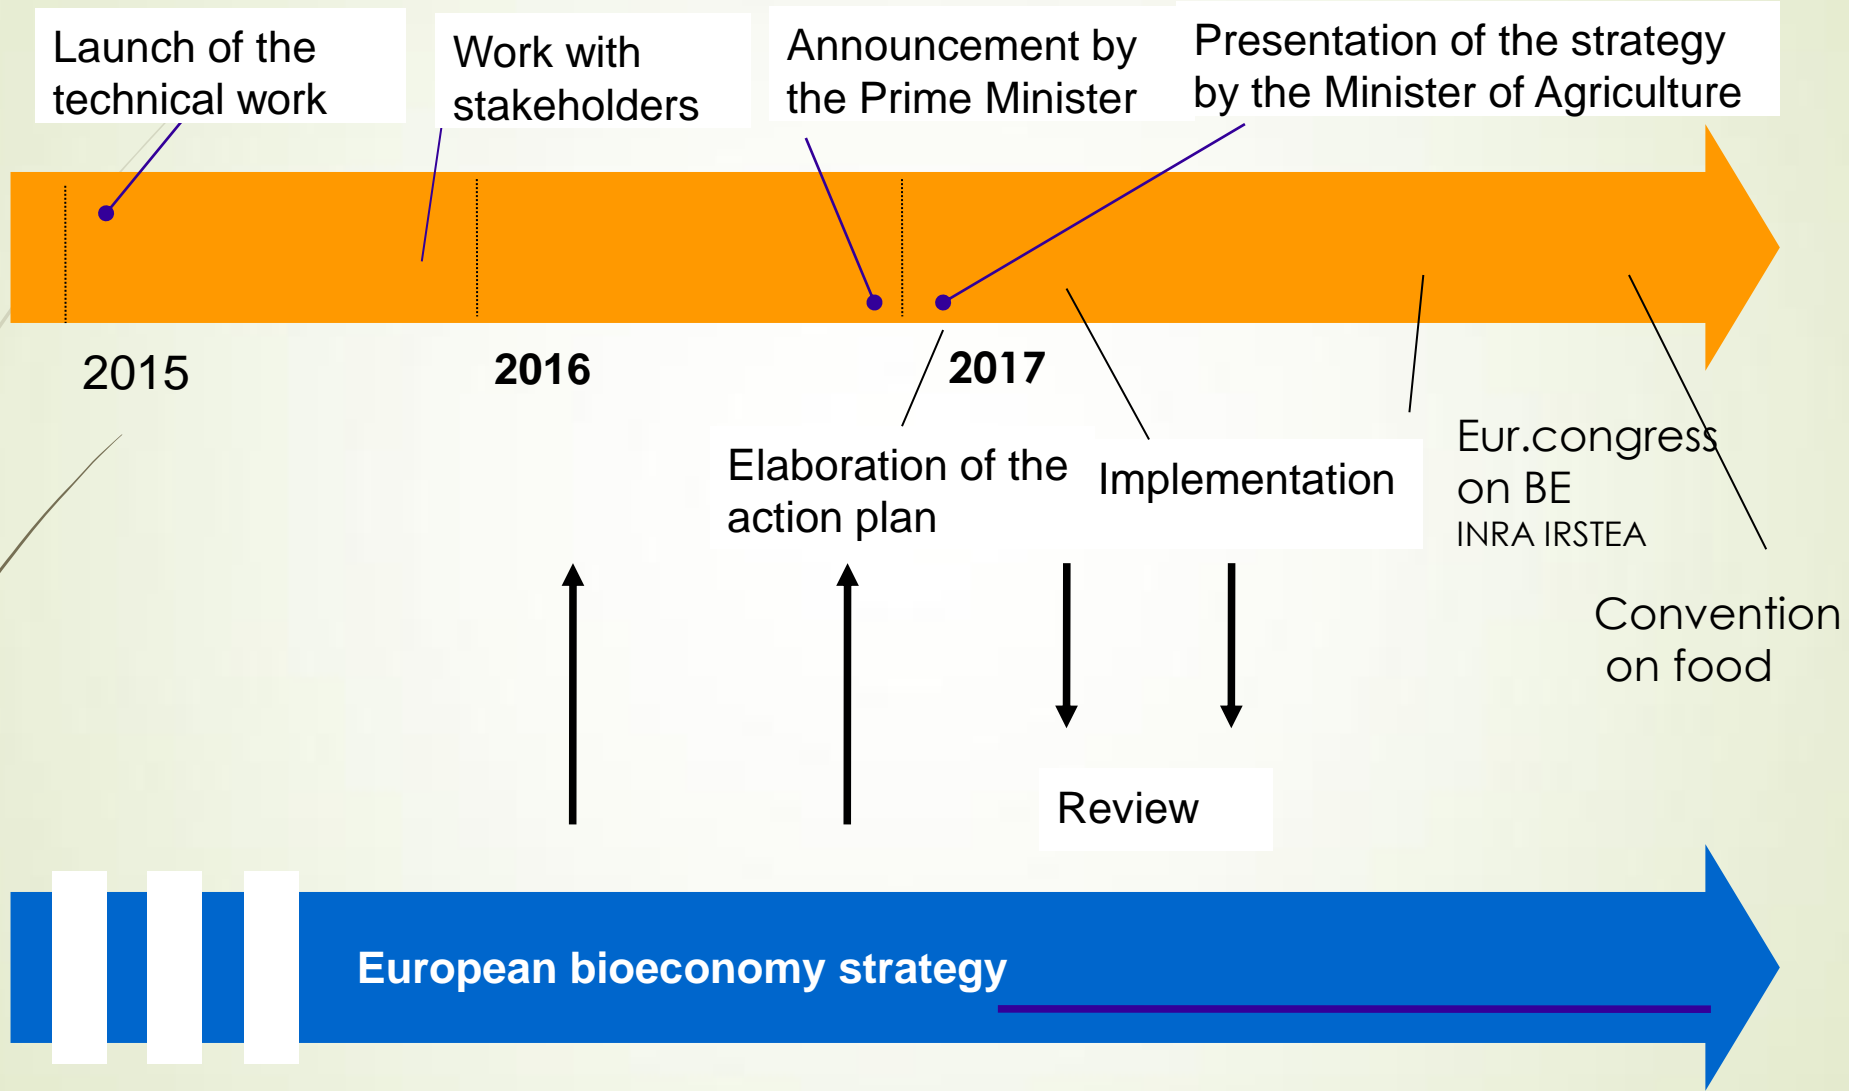 Launch of the
technical work
Work with
stakeholders
Announcement by
the Prime Minister
Presentation of the strategy
by the Minister of Agriculture
2015
2016
2017
Elaboration of the
action plan
Implementation
Eur.congress
on BE
INRA IRSTEA
Convention
on food
Review
European bioeconomy strategy